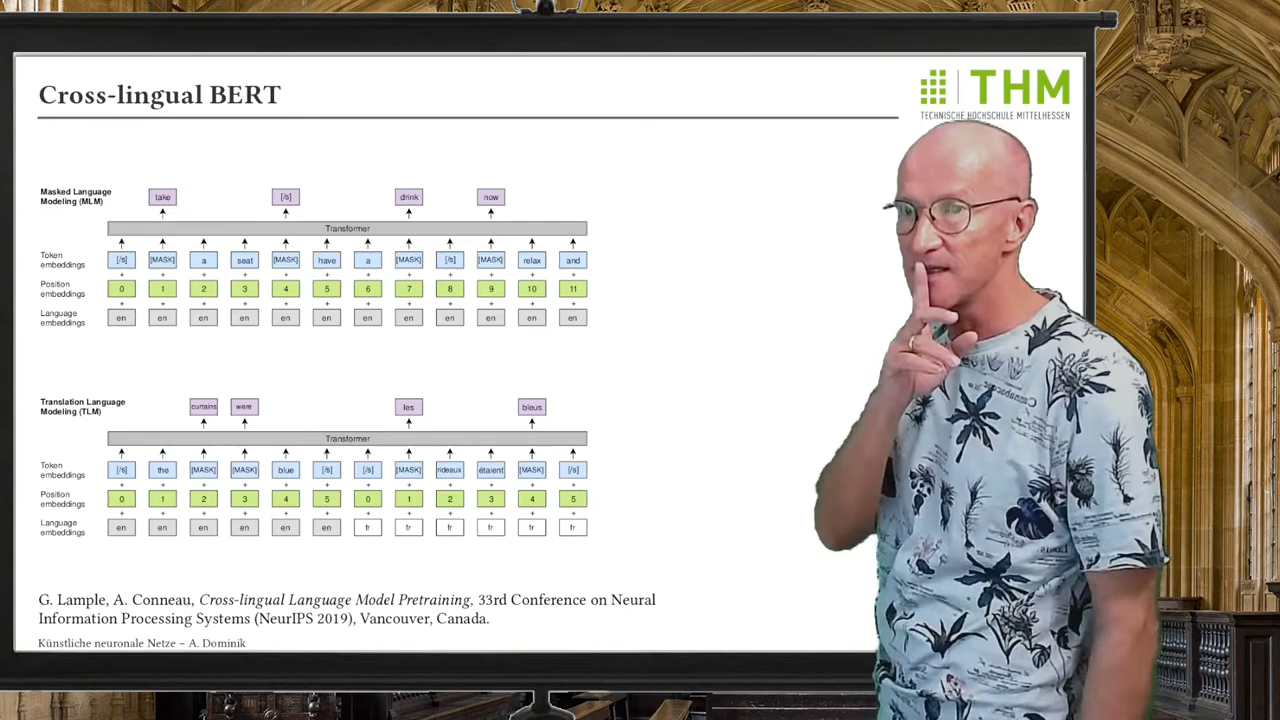 Cross-lingual BERT
THM
TECHNISCHE HOCHSCHULE MITTELHESSEN
Masked Language
Modeling (MLM)
take [/s] drink now
Transformer
Token
embeddings
[/s] [MASK] a seat [MASK] have a [MASK] [/s] [MASK] relax and
+ + + + + + + + + + + +
Position
embeddings
0 1 2 3 4 5 6 7 8 9 10 11
+ + + + + + + + + + + +
Language
embeddings
en en en en en en en en en en en en
Translation Language
Modeling (TLM)
curtains were les bleus
Transformer
Token
embeddings
[/s] the [MASK] [MASK] blue [/s] [/s] [MASK] rideaux étaient [MASK] [/s]
+ + + + + + + + + + + +
Position
embeddings
0 1 2 3 4 5 0 1 2 3 4 5
+ + + + + + + + + + + +
Language
embeddings
en en en en en en fr fr fr fr fr fr
G. Lample, A. Conneau, Cross-lingual Language Model Pretraining, 33rd Conference on Neural
Information Processing Systems (NeurIPS 2019), Vancouver, Canada.
Künstliche neuronale Netze – A. Dominik